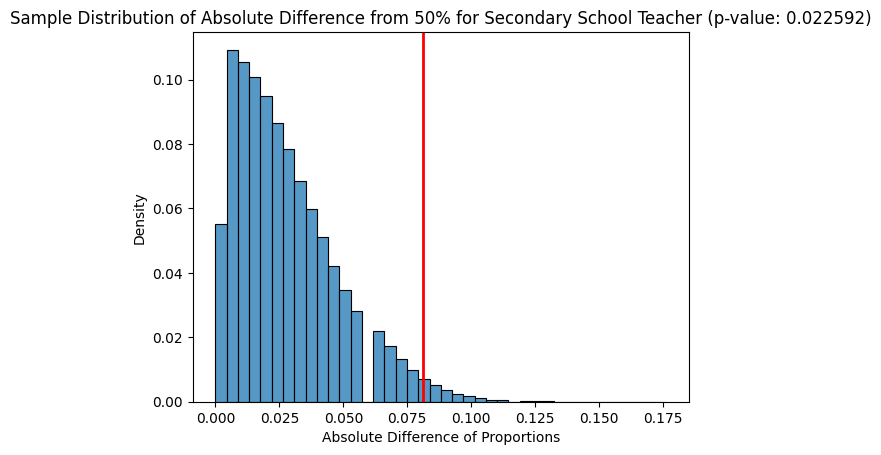 Sample Distribution of Absolute Difference from 50% for Secondary School Teacher (p-value: 0.022592)
0.10
0.08
0.06
0.04
0.02
0.00
Density
0.000 0.025 0.050 0.075 0.100 0.125 0.150 0.175
Absolute Difference of Proportions